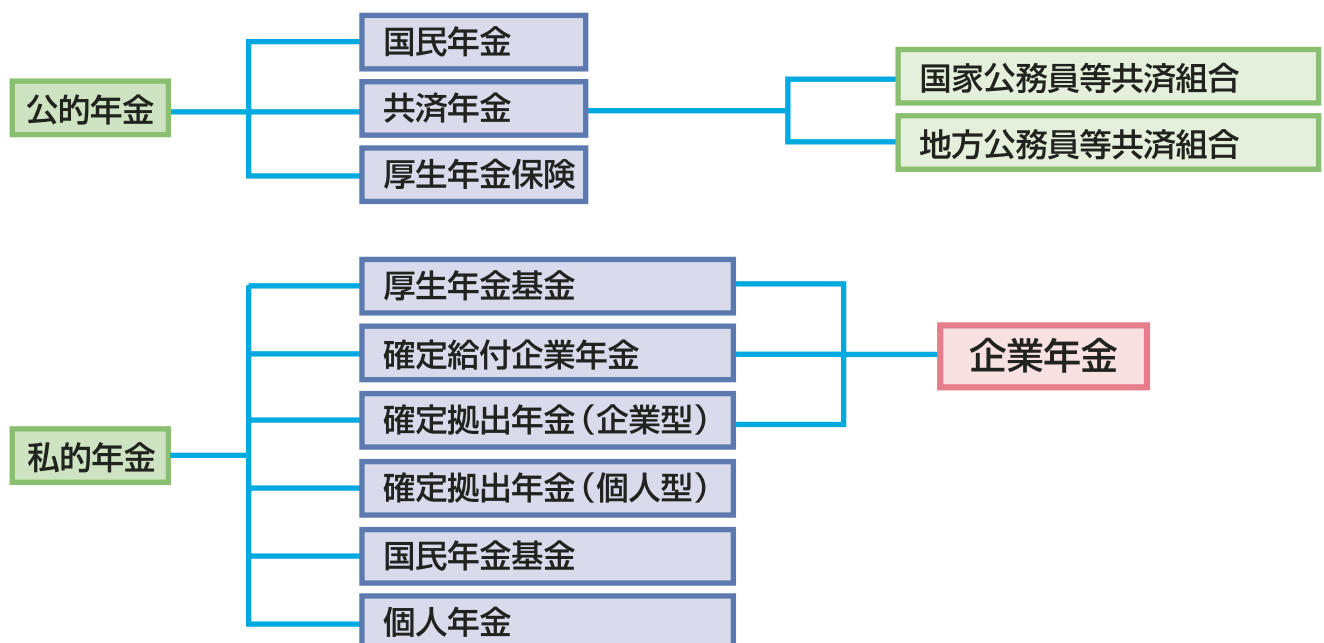 公的年金
国民年金
共済年金
厚生年金保険
国家公務員等共済組合
地方公務員等共済組合
私的年金
厚生年金基金
確定給付企業年金
確定拠出年金(企業型)
確定拠出年金(個人型)
国民年金基金
個人年金
企業年金